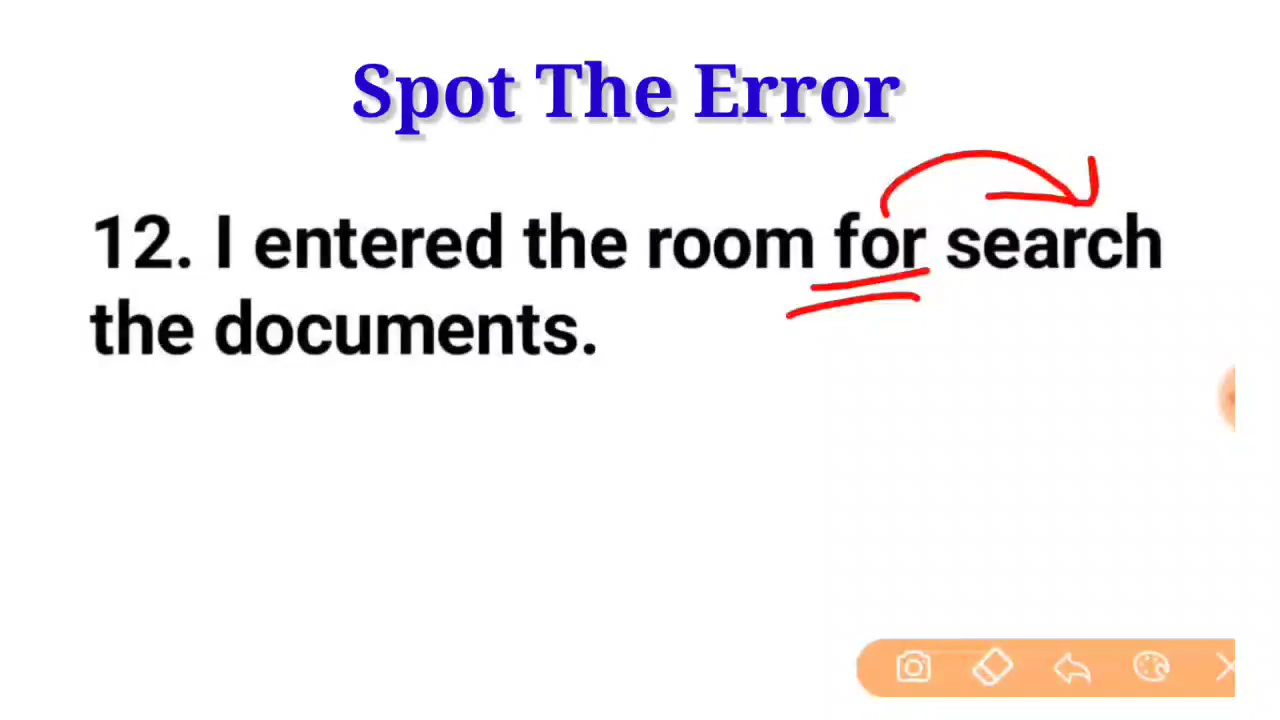 Spot The Error
12. I entered the room for search
the documents.